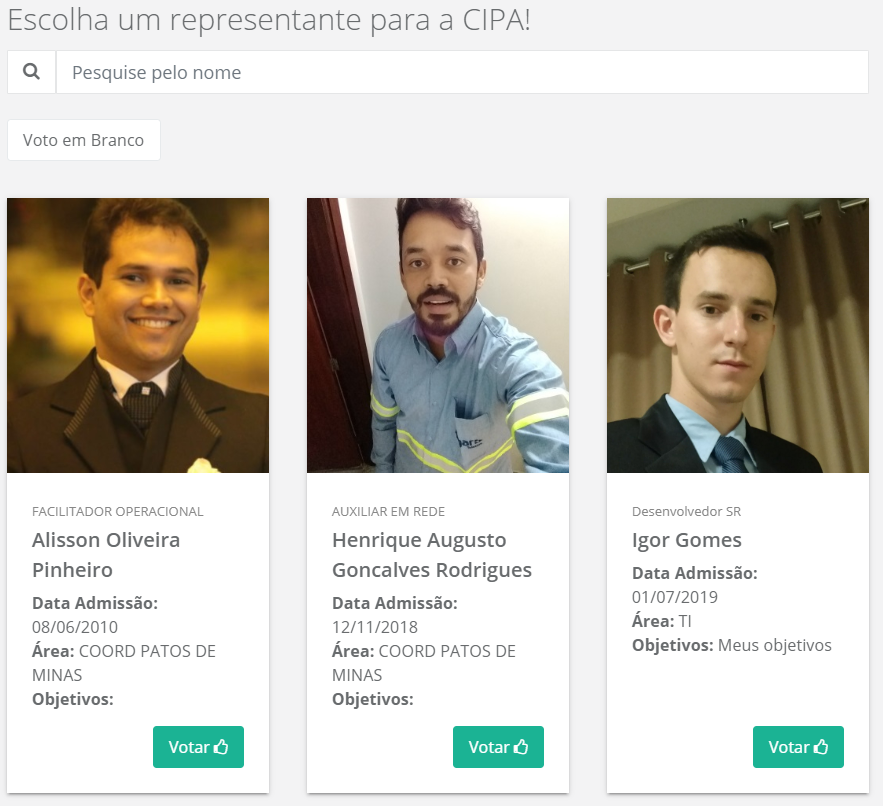 Escolha um representante para a CIPA!
Pesquise pelo nome
Voto em Branco
FACILITADOR OPERACIONAL
Alisson Oliveira
Pinheiro
Data Admissão:
08/06/2010
Área: COORD PATOS DE
MINAS
Objetivos:
Votar
AUXILIAR EM REDE
Henrique Augusto
Goncalves Rodrigues
Data Admissão:
12/11/2018
Área: COORD PATOS DE
MINAS
Objetivos:
Votar
Desenvolvedor SR
Igor Gomes
Data Admissão:
01/07/2019
Área: TI
Objetivos: Meus objetivos
Votar